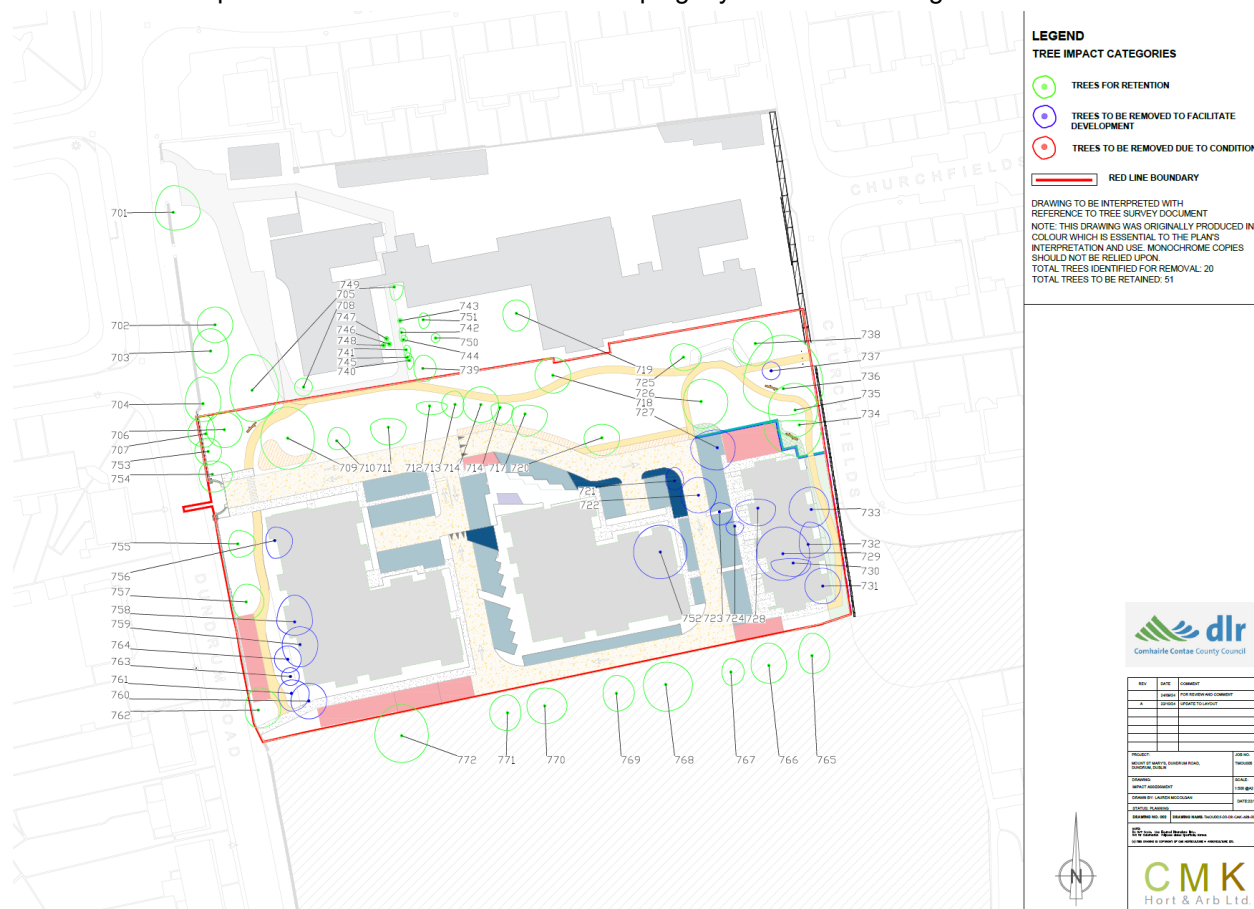 LEGEND
TREE IMPACT CATEGORIES
TREES FOR RETENTION
TREES TO BE REMOVED TO FACILITATE
DEVELOPMENT
TREES TO BE REMOVED DUE TO CONDITION
RED LINE BOUNDARY
DRAWING TO BE INTERPRETED WITH
REFERENCE TO TREE SURVEY DOCUMENT
NOTE: THIS DRAWING WAS ORIGINALLY PRODUCED IN
COLOUR WHICH IS ESSENTIAL TO THE PLAN'S
INTERPRETATION AND USE. MONOCHROME COPIES
SHOULD NOT BE RELIED UPON.
TOTAL TREES IDENTIFIED FOR REMOVAL: 20
TOTAL TREES TO BE RETAINED: 51
CHURCHFIELDS
701
749
705
708
747
746
748
741
745
740
743
751
742
750
744
739
702
703
704
706
707
753
754
719
725
726
718
727
738
737
736
735
734
CHURCHFIELDS
709
710
711
712
713
714
714
717
720
721
722
733
732
729
730
731
752
723
724
728
755
756
757
758
759
764
763
761
760
762
DUNDRUM ROAD
772
771
770
769
768
767
766
765
dlr
Comhairle Contae County Council
REV
DATE
COMMENT
FOR REVIEW AND COMMENT
A
UPDATE TO LAYOUT
PROJECT:
JOB NO:
MOUNT ST MARY'S, DUNDRUM ROAD,
DUNDRUM, DUBLIN
DRAWING:
SCALE:
IMPACT ASSESSMENT
DRAWN BY: LAUREN MCCOLGAN
STATUS: PLANNING
N
CMK
Hort & Arb Ltd.